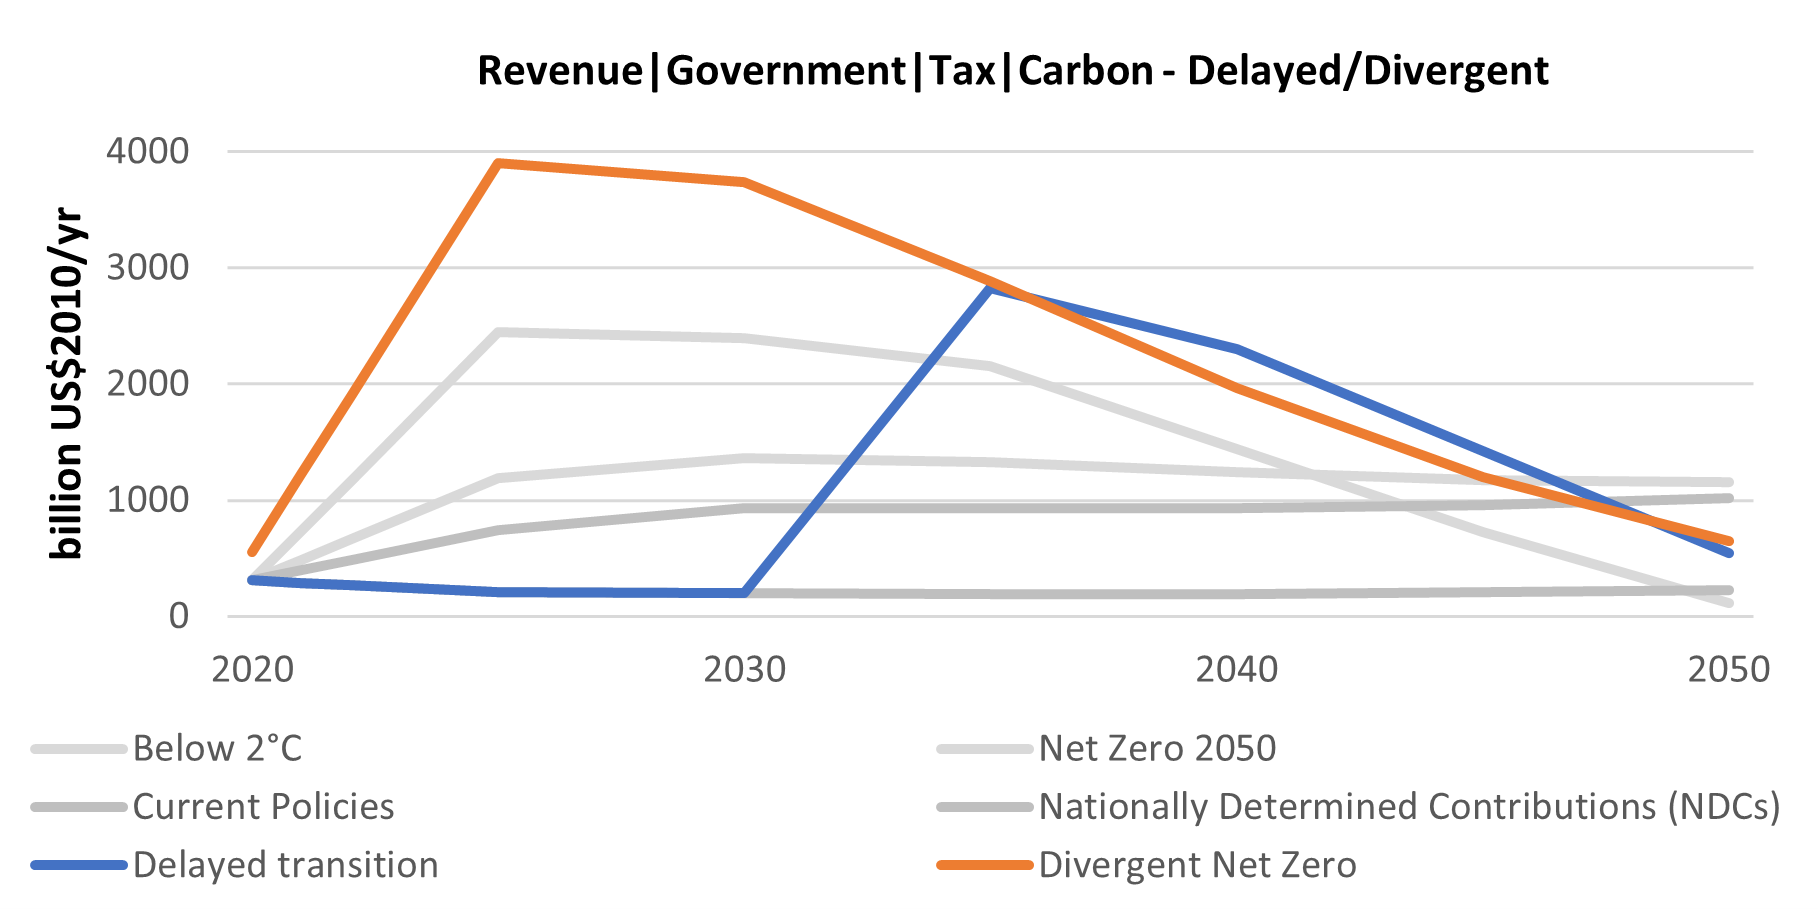 Revenue|Government|Tax|Carbon - Delayed/Divergent
billion US$2010/yr
4000
3000
2000
1000
0
2020 2030 2040 2050
Below 2°C Net Zero 2050
Current Policies Nationally Determined Contributions (NDCs)
Delayed transition Divergent Net Zero